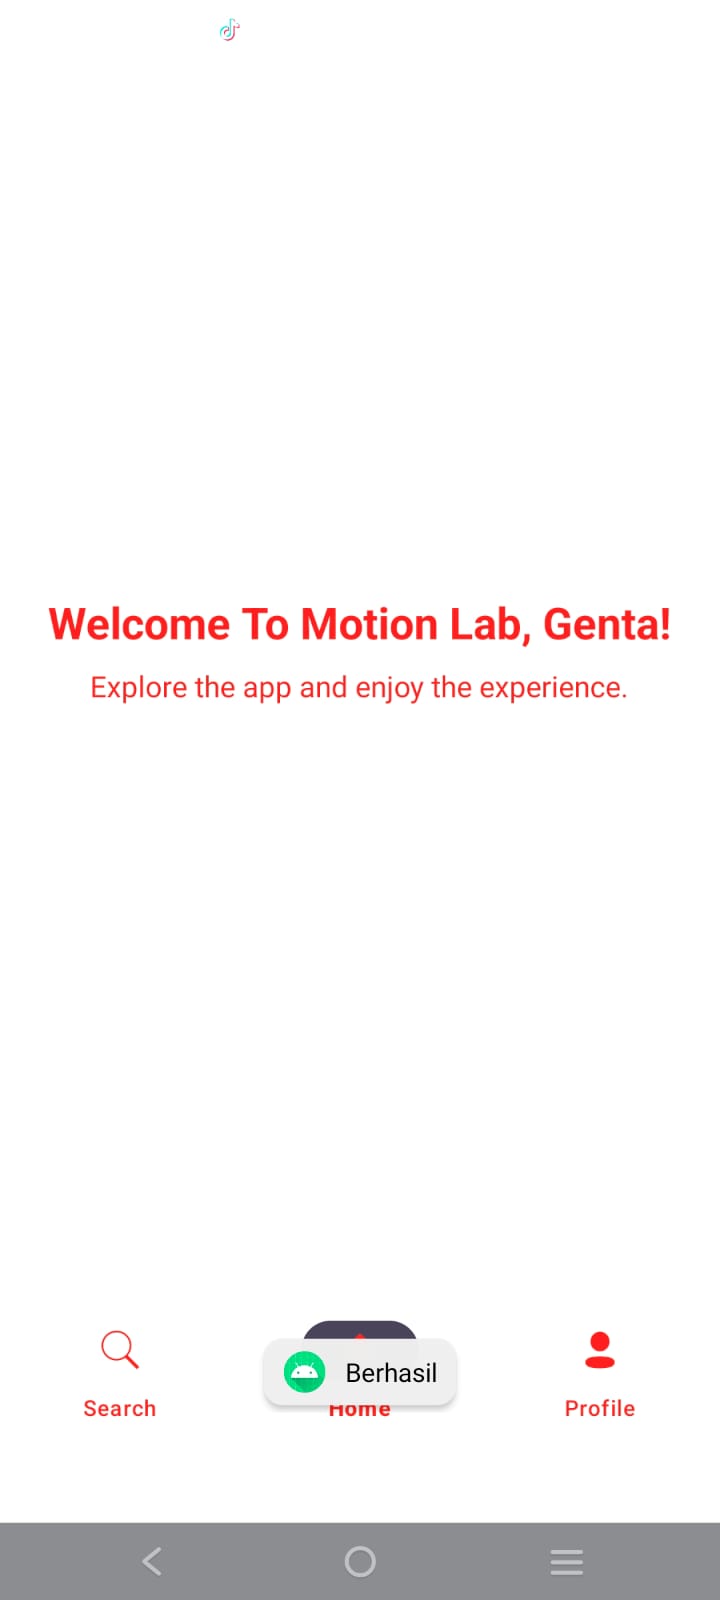 Welcome To Motion Lab, Genta!
Explore the app and enjoy the experience.
Berhasil
Search
Home
Profile